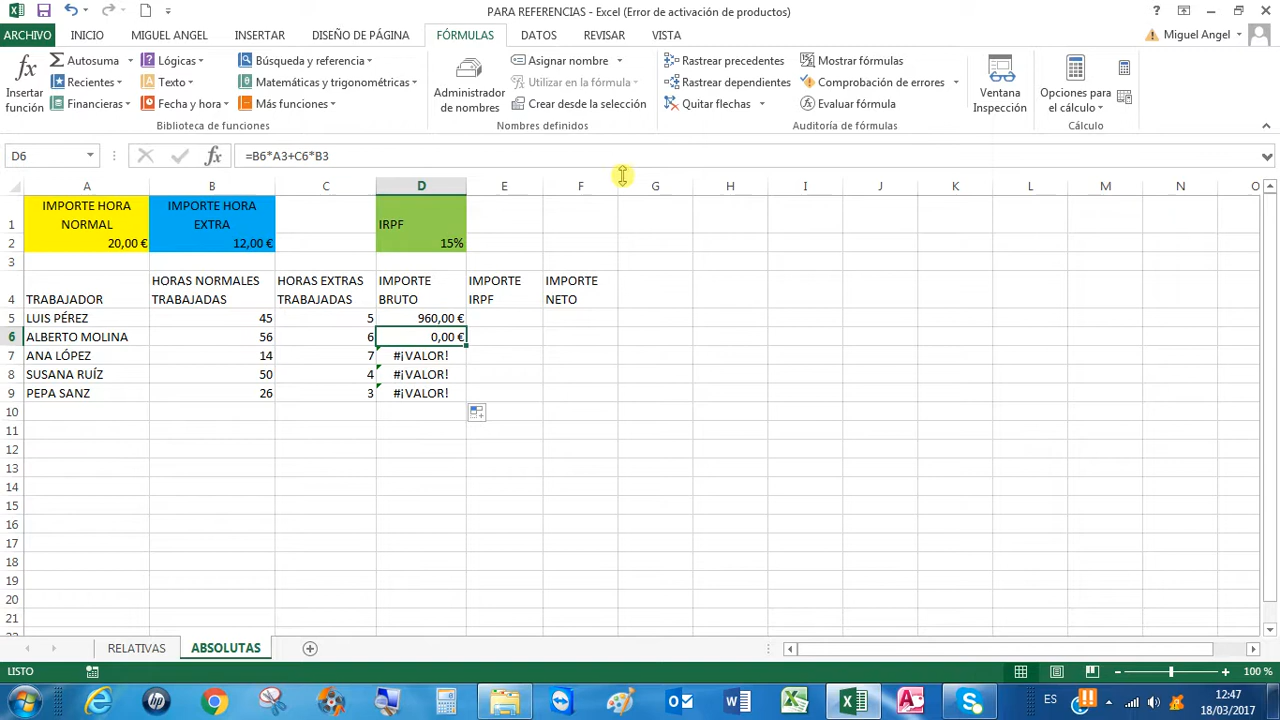 PARA REFERENCIAS - Excel (Error de activación de productos)
ARCHIVO INICIO MIGUEL ANGEL INSERTAR DISEÑO DE PÁGINA FÓRMULAS DATOS REVISAR VISTA Miguel Angel
Insertar función
Autosuma
Recientes
Financieras
Lógicas
Texto
Fecha y hora
Búsqueda y referencia
Matemáticas y trigonométricas
Más funciones
Biblioteca de funciones
Administrador de nombres
Asignar nombre
Utilizar en la fórmula
Crear desde la selección
Nombres definidos
Rastrear precedentes
Rastrear dependientes
Quitar flechas
Mostrar fórmulas
Comprobación de errores
Evaluar fórmula
Auditoría de fórmulas
Ventana Inspección
Opciones para el cálculo
Cálculo
D6 fx =B6*A3+C6*B3
A B C D E F G H I J K L M N O
IMPORTE HORA IMPORTE HORA
1 NORMAL EXTRA IRPF
2 20,00 € 12,00 € 15%
3
HORAS NORMALES HORAS EXTRAS IMPORTE IMPORTE IMPORTE
4 TRABAJADOR TRABAJADAS TRABAJADAS BRUTO IRPF NETO
5 LUIS PÉREZ 45 5 960,00 €
6 ALBERTO MOLINA 56 6 0,00 €
7 ANA LÓPEZ 14 7 #¡VALOR!
8 SUSANA RUÍZ 50 4 #¡VALOR!
9 PEPA SANZ 26 3 #¡VALOR!
10
11
12
13
14
15
16
17
18
19
20
21
RELATIVAS ABSOLUTAS
LISTO 100 %
ES 12:47
18/03/2017